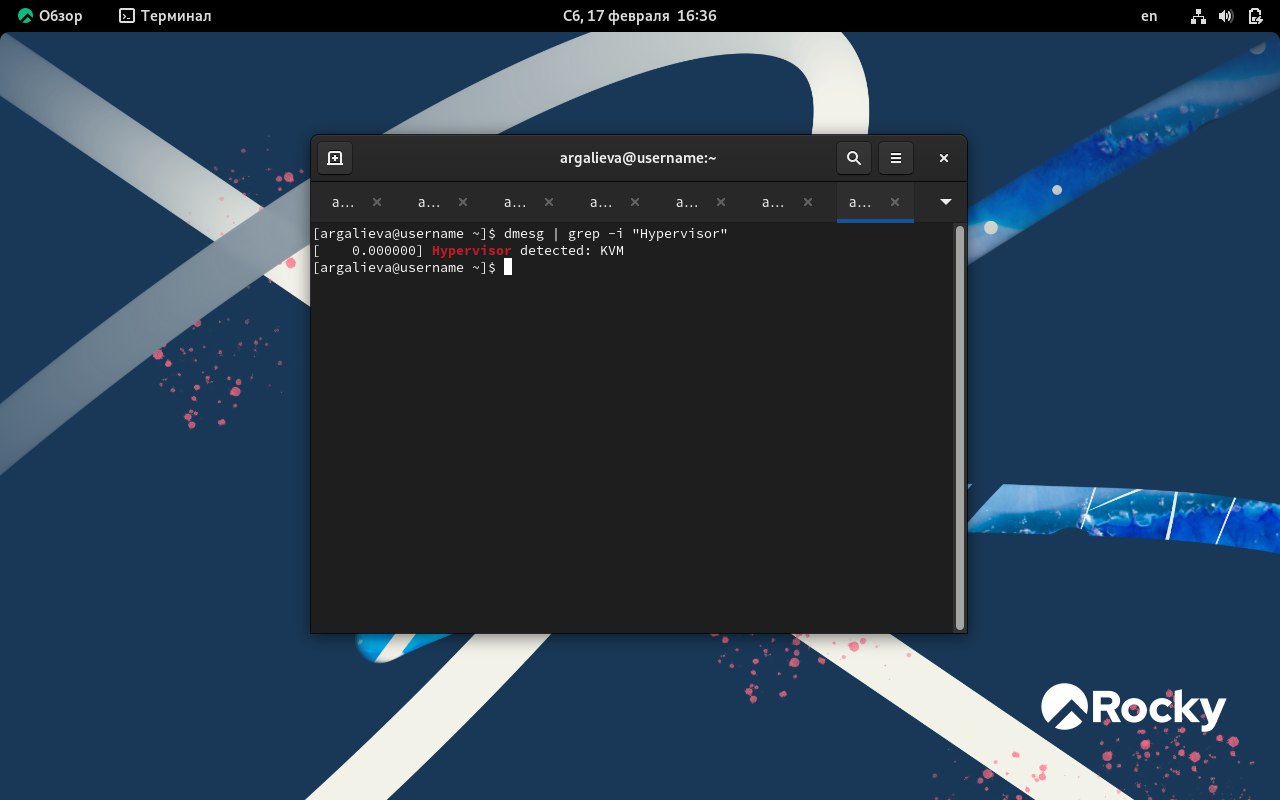 Обзор Терминал Сб, 17 февраля 16:36 en
argalieva@username:~
a… a… a… a… a… a… a…
[argalieva@username ~]$ dmesg | grep -i "Hypervisor"
[    0.000000] Hypervisor detected: KVM
[argalieva@username ~]$
Rocky